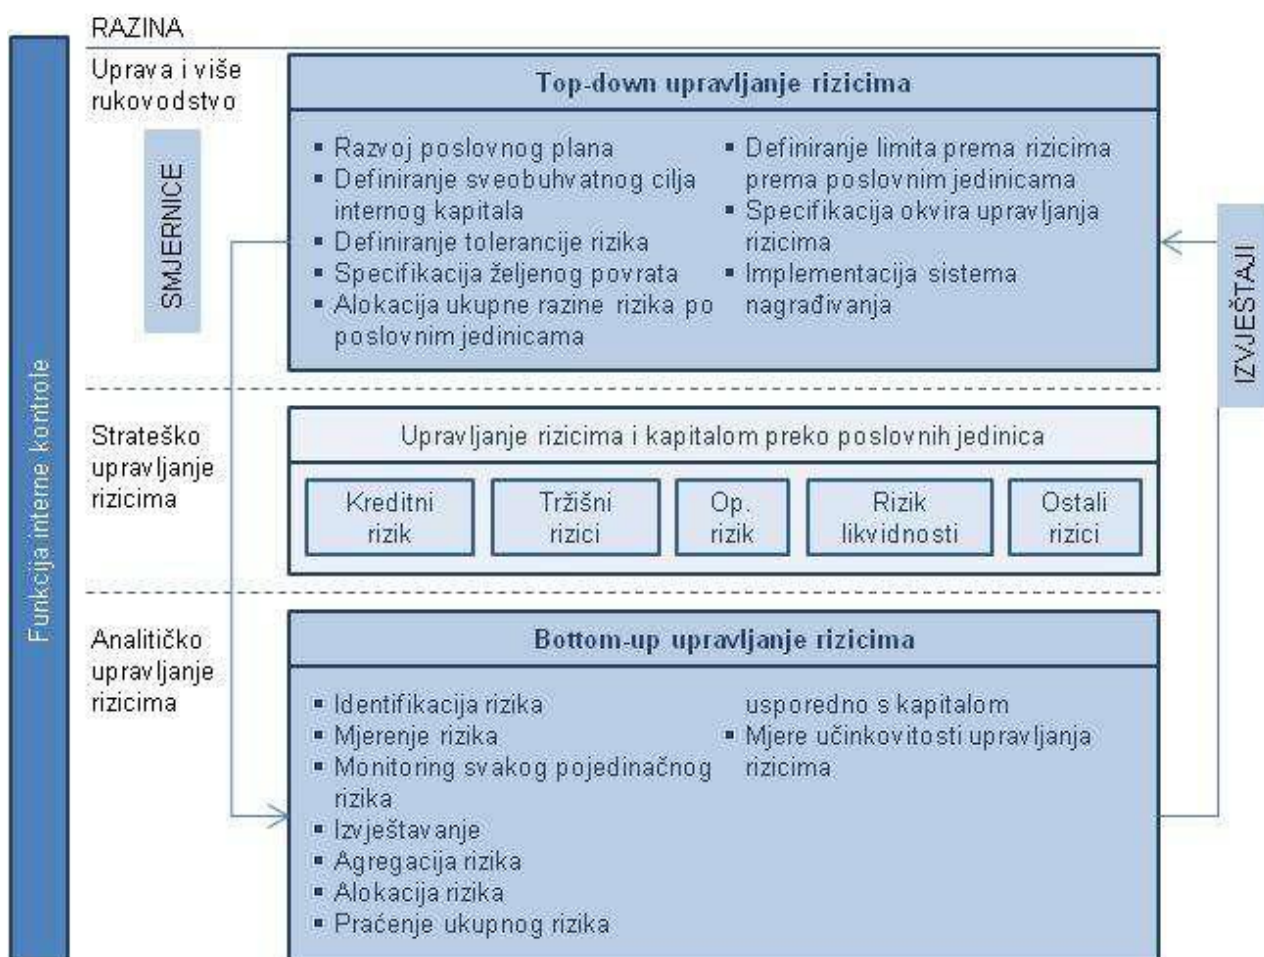 RAZINA
Uprava i više
rukovodstvo
SMJERNICE
Top-down upravljanje rizicima
▪ Razvoj poslovnog plana
▪ Definiranje sveobuhvatnog cilja
internog kapitala
▪ Definiranje tolerancije rizika
▪ Specifikacija željenog povrata
▪ Alokacija ukupne razine rizika po
poslovnim jedinicama
▪ Definiranje limita prema rizicima
prema poslovnim jedinicama
▪ Specifikacija okvira upravljanja
rizicima
▪ Implementacija sistema
nagrađivanja
IZVJEŠTAJI
Funkcija interne kontrole
Strateško
upravljanje
rizicima
Upravljanje rizicima i kapitalom preko poslovnih jedinica
Kreditni
rizik
Tržišni
rizici
Op.
rizik
Rizik
likvidnosti
Ostali
rizici
Analitičko
upravljanje
rizicima
Bottom-up upravljanje rizicima
▪ Identifikacija rizika
▪ Mjerenje rizika
▪ Monitoring svakog pojedinačnog
rizika
▪ Izvještavanje
▪ Agregacija rizika
▪ Alokacija rizika
▪ Praćenje ukupnog rizika
usporedno s kapitalom
▪ Mjere učinkovitosti upravljanja
rizicima